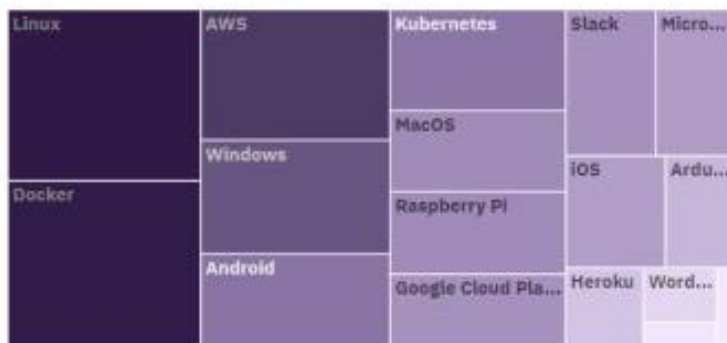 Linux
AWS
Kubernetes
Slack
Micro...
MacOS
Windows
iOS
Ardu...
Docker
Raspberry Pi
Android
Google Cloud Pla...
Heroku
Word...